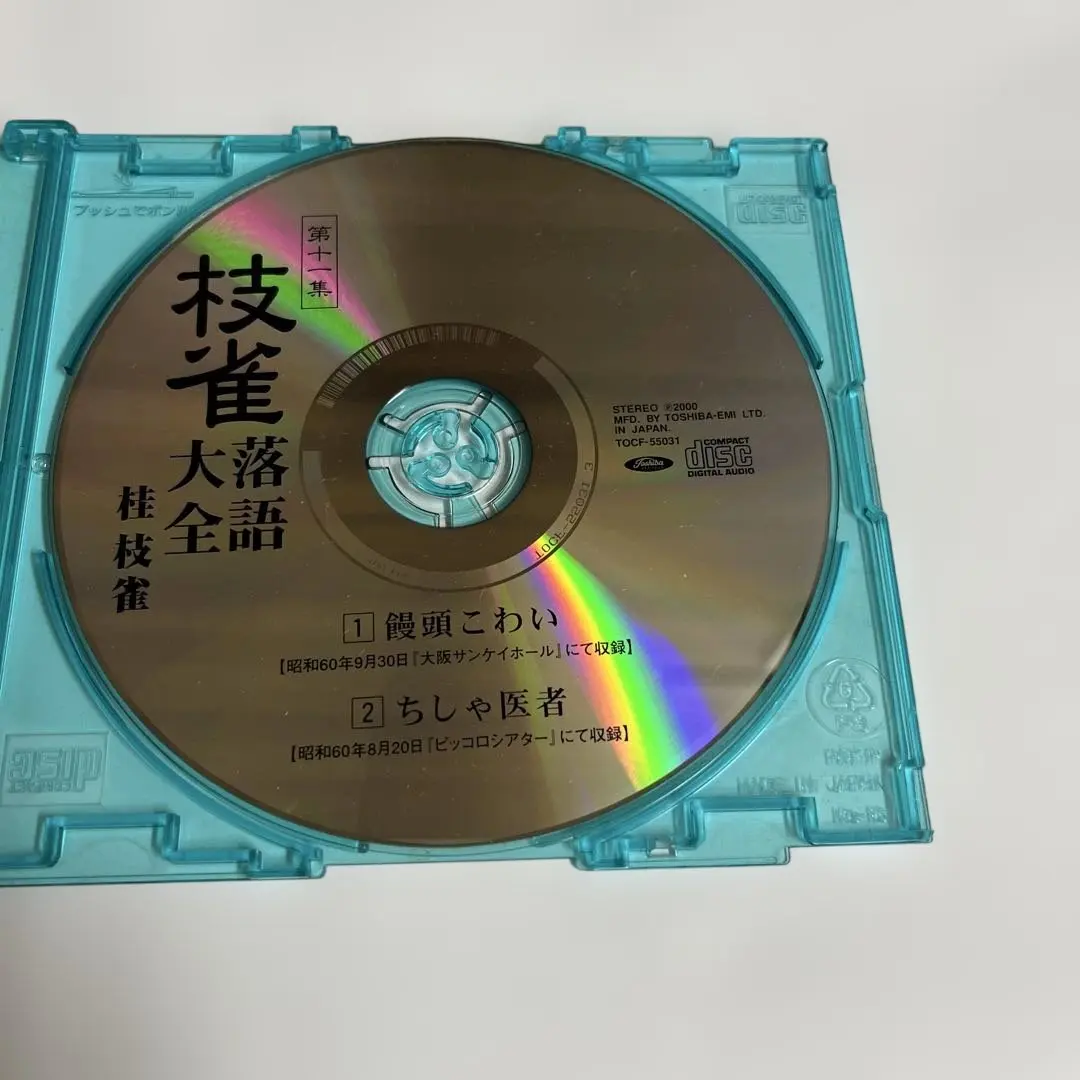 プッシュでポン!!
DISC
第十一集
枝雀
落語
大全
桂枝雀
STEREO ℗2000
MFD. BY TOSHIBA-EMI LTD.
IN JAPAN.
TOCF-55031
Toshiba
COMPACT
disc
DIGITAL AUDIO
1 饅頭こわい
【昭和60年9月30日『大阪サンケイホール』にて収録】
2 ちしゃ医者
【昭和60年8月20日『ピッコロシアター』にて収録】